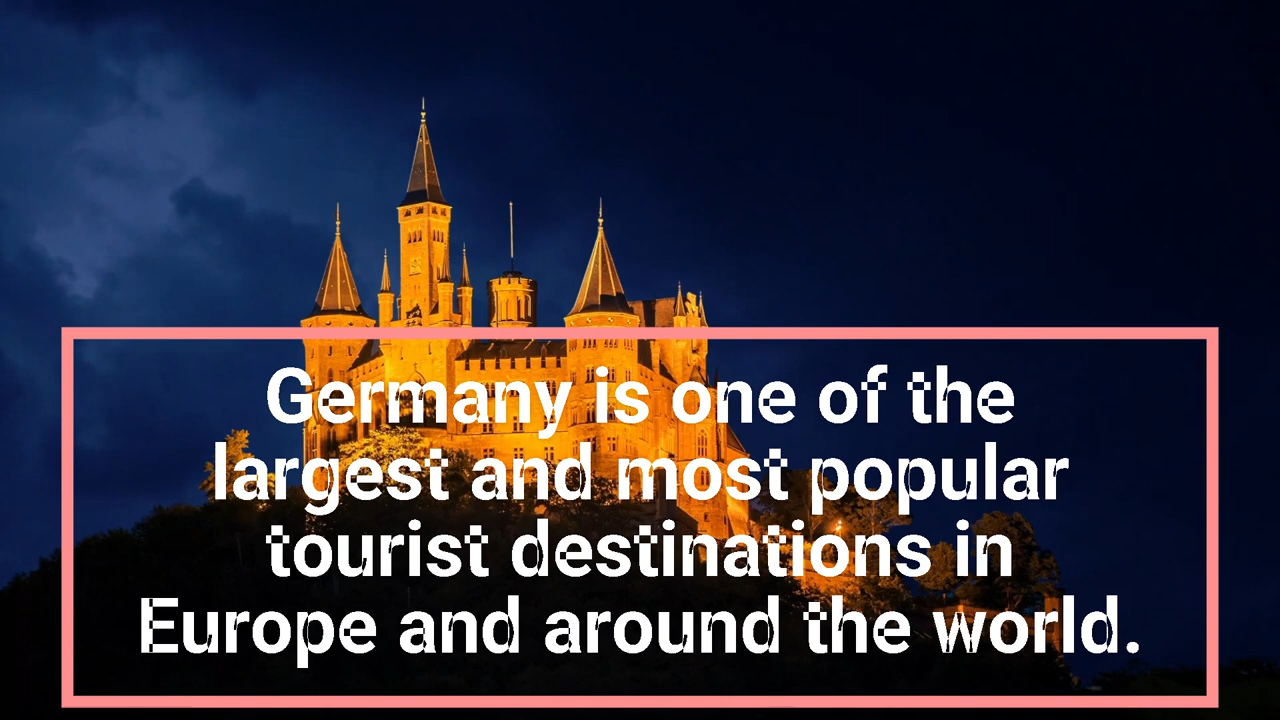 Germany is one of the
largest and most popular
tourist destinations in
Europe and around the world.